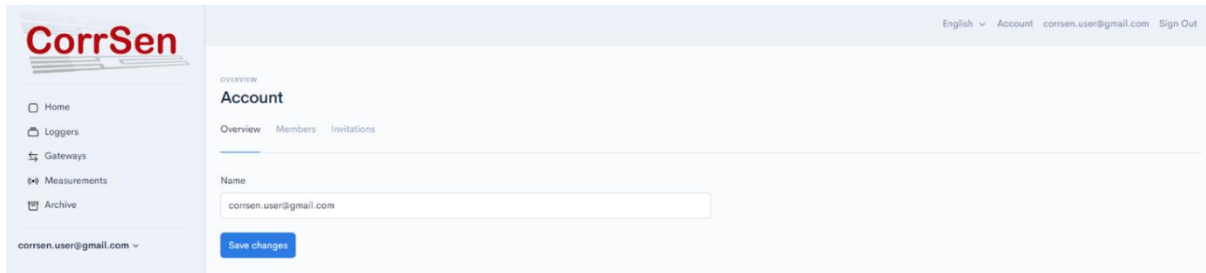 CorrSen
Home
Loggers
Gateways
Measurements
Archive
corrsen.user@gmail.com
English Account corrsen.user@gmail.com Sign Out
OVERVIEW
Account
Overview Members Invitations
Name
corrsen.user@gmail.com
Save changes